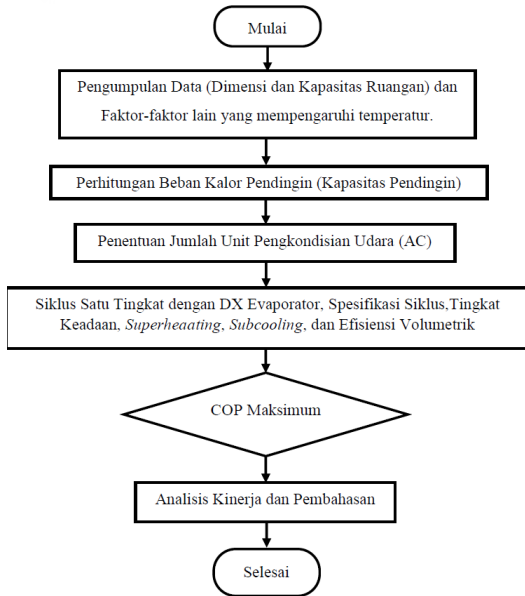 Mulai
Pengumpulan Data (Dimensi dan Kapasitas Ruangan) dan
Faktor-faktor lain yang mempengaruhi temperatur.
Perhitungan Beban Kalor Pendingin (Kapasitas Pendingin)
Penentuan Jumlah Unit Pengkondisian Udara (AC)
Siklus Satu Tingkat dengan DX Evaporator, Spesifikasi Siklus,Tingkat
Keadaan, Superheaating, Subcooling, dan Efisiensi Volumetrik
COP Maksimum
Analisis Kinerja dan Pembahasan
Selesai